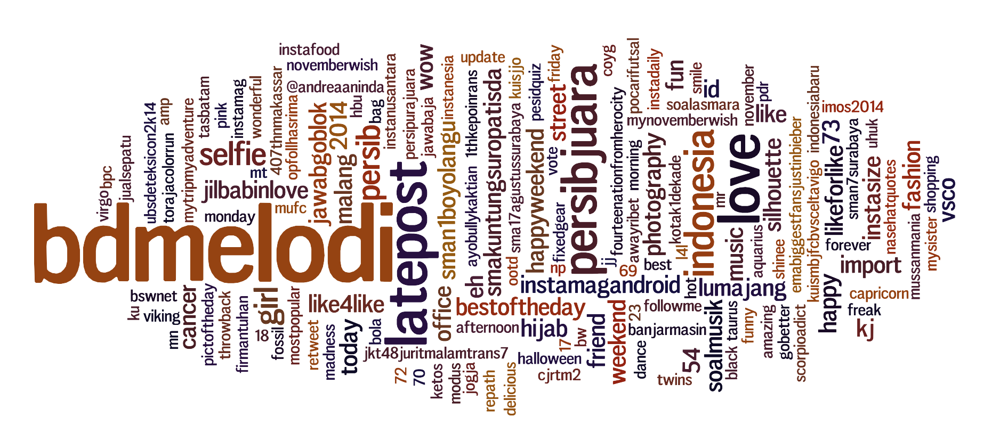 instafood
novemberwish
@andreaaninda
update
wow
instanusantara
persipurajuara
jawabaja
instanesia
1thkepoinrans
kuisjjo
pesidquiz
friday
coyg
pocarifutsal
instadaily
fun
smile
id
soalasmara
mynovemberwish
november
pdr
like
indonesiabaru
imos2014
virgo
bpc
jualsepatu
ubsdeteksicon2k14
amp
torajacolorrun
mytripmyadventure
tasbatam
pink
instamag
wonderful
407thnmakassar
opfollhasrima
selfie
mt
jilbabinlove
monday
mufc
jawabgoblok
2014
malang
hbu
bag
persib
bdmelodi
latepost
sman1boyolangu
ayobullykaktian
smakuntungsuropatisda
sma17agustussurabaya
ootd
happyweekend
vote
street
fixedgear
np
persibjuara
jj
fourteenationfromherocity
awayribet
morning
photography
69
best
kotak1dekade
l4l
indonesia
love
mr
music
aquarius
silhouette
shinee
emabiggestfansjustinbieber
kuismbjfcbvsceltavigo
likeforlike
73
sman7surabaya
uhuk
instasize
nasehatquotes
fashion
mussanmania
shopping
mysister
vsco
forever
import
capricorn
freak
kj
happy
bswnet
ku
viking
mn
cancer
pictoftheday
throwback
firmantuhan
girl
18
fossil
mostpopular
like4like
retweet
madness
today
bola
jkt48juritmalamtrans7
72
70
office
eh
instamagandroid
bestoftheday
afternoon
hijab
halloween
cjrtm2
17
bw
friend
weekend
23
followme
banjarmasin
dance
twins
54
hot
lumajang
soalmusik
black
taurus
funny
amazing
gobetter
scorpioadict
ketos
modus
jogja
repath
delicious